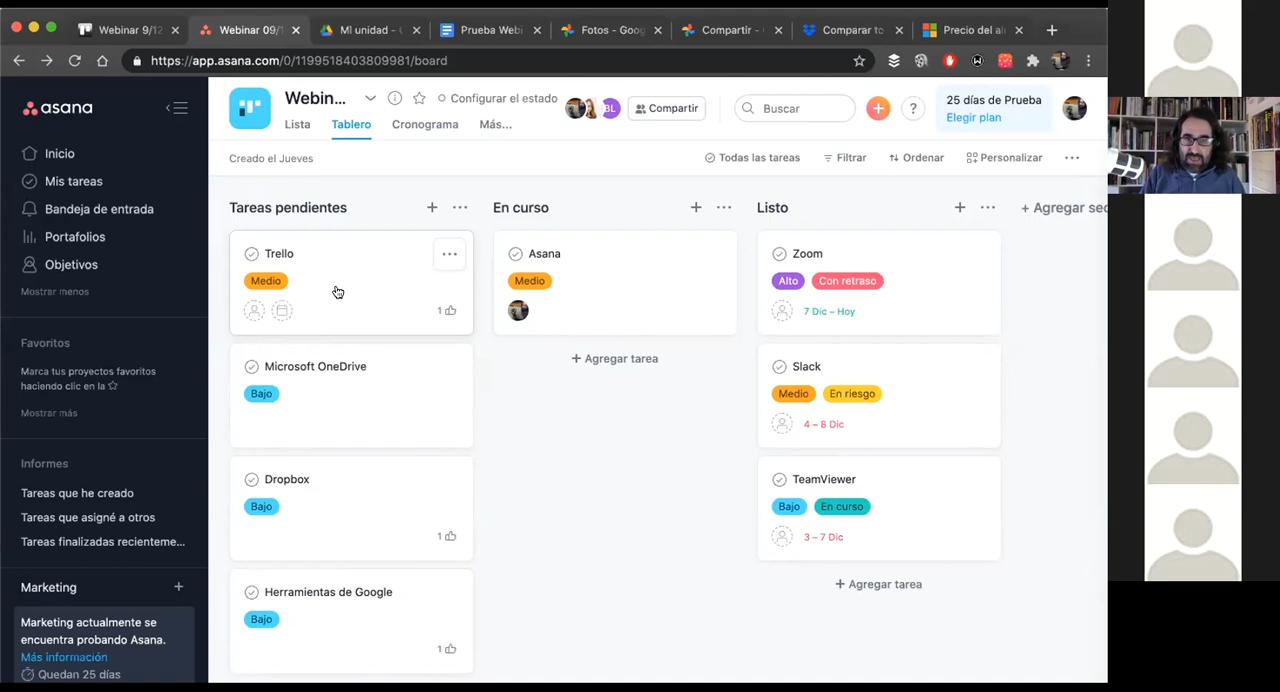 Webinar 9/12
Webinar 09/1
MI unidad - G
Prueba Webi
Fotos - Goog
Compartir -
Comparar to
Precio del al
https://app.asana.com/0/1199518403809981/board
asana
Inicio
Mis tareas
Bandeja de entrada
Portafolios
Objetivos
Mostrar menos
Favoritos
Marca tus proyectos favoritos
haciendo clic en la
Mostrar más
Informes
Tareas que he creado
Tareas que asigné a otros
Tareas finalizadas recienteme...
Marketing
Marketing actualmente se
encuentra probando Asana.
Más información
Quedan 25 días
Webin...
Configurar el estado
BL
Compartir
Buscar
25 días de Prueba
Elegir plan
Lista
Tablero
Cronograma
Más...
Creado el Jueves
Todas las tareas
Filtrar
Ordenar
Personalizar
Tareas pendientes
Trello
Medio
1
Microsoft OneDrive
Bajo
Dropbox
Bajo
1
Herramientas de Google
Bajo
1
En curso
Asana
Medio
+ Agregar tarea
Listo
Zoom
Alto
Con retraso
7 Dic – Hoy
Slack
Medio
En riesgo
4 – 8 Dic
TeamViewer
Bajo
En curso
3 – 7 Dic
+ Agregar tarea
+ Agregar sec